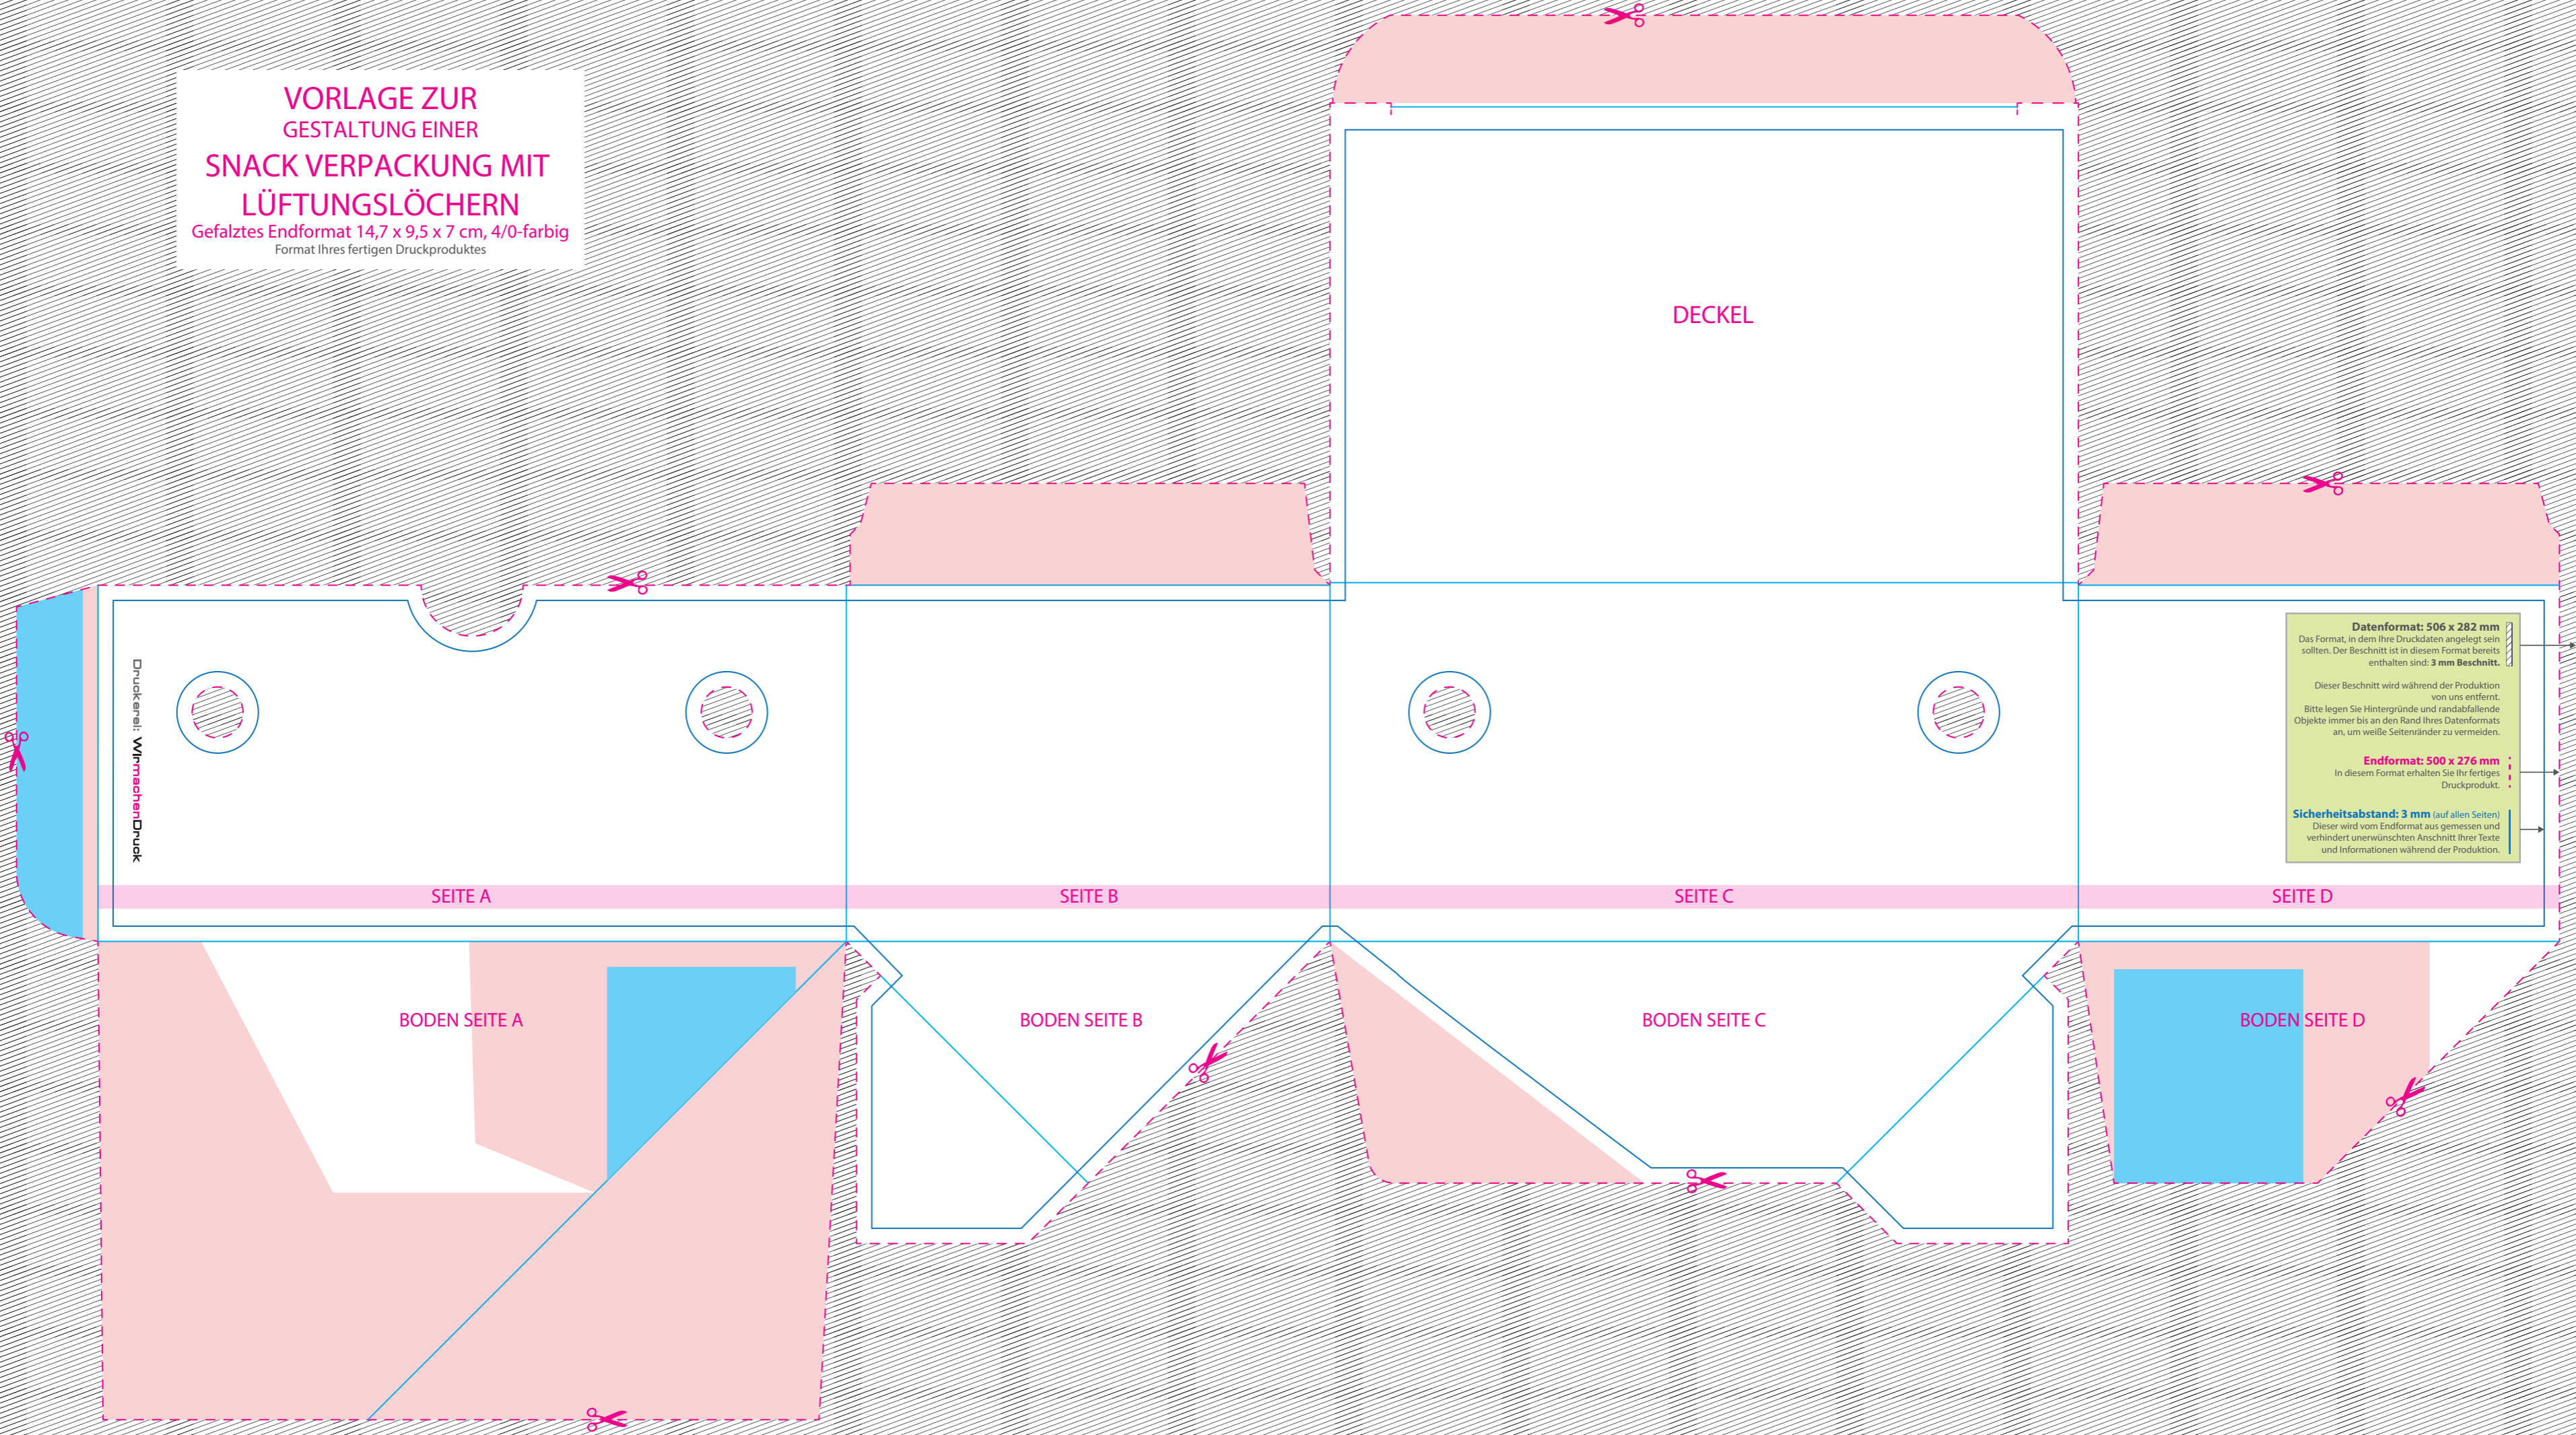 VORLAGE ZUR
GESTALTUNG EINER
SNACK VERPACKUNG MIT
LÜFTUNGSLÖCHERN
Gefalztes Endformat 14,7 x 9,5 x 7 cm, 4/0-farbig
Format Ihres fertigen Druckproduktes
DECKEL
Druckerei: WirmachenDruck
Datenformat: 506 x 282 mm
Das Format, in dem Ihre Druckdaten angelegt sein
sollten. Der Beschnitt ist in diesem Format bereits
enthalten sind: 3 mm Beschnitt.
Dieser Beschnitt wird während der Produktion
von uns entfernt.
Bitte legen Sie Hintergründe und randabfallende
Objekte immer bis an den Rand Ihres Datenformats
an, um weiße Seitenränder zu vermeiden.
Endformat: 500 x 276 mm
In diesem Format erhalten Sie Ihr fertiges
Druckprodukt.
Sicherheitsabstand: 3 mm (auf allen Seiten)
Dieser wird vom Endformat aus gemessen und
verhindert unerwünschten Anschnitt Ihrer Texte
und Informationen während der Produktion.
SEITE A
SEITE B
SEITE C
SEITE D
BODEN SEITE A
BODEN SEITE B
BODEN SEITE C
BODEN SEITE D